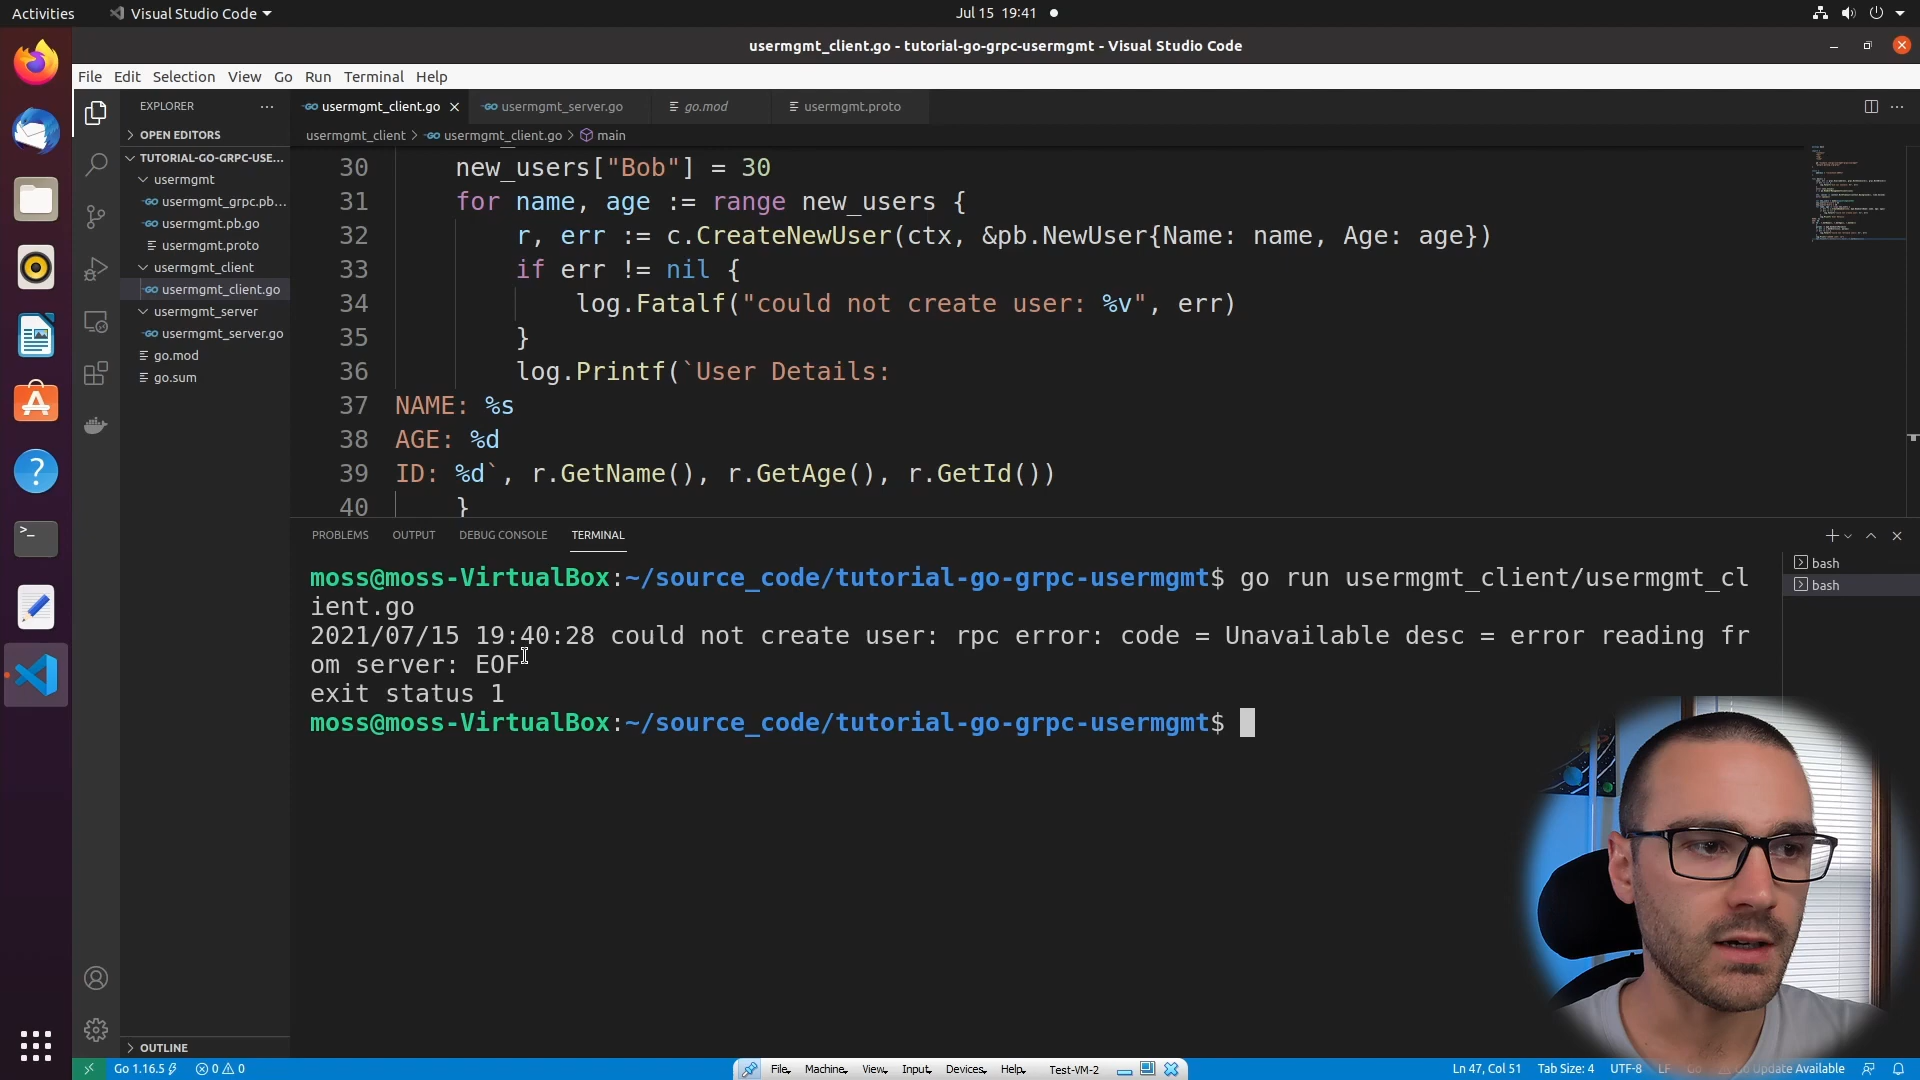 Activities
Visual Studio Code
Jul 15 19:41
usermgmt_client.go - tutorial-go-grpc-usermgmt - Visual Studio Code
File Edit Selection View Go Run Terminal Help
EXPLORER
OPEN EDITORS
TUTORIAL-GO-GRPC-USE...
usermgmt
usermgmt_grpc.pb...
usermgmt.pb.go
usermgmt.proto
usermgmt_client
usermgmt_client.go
usermgmt_server
usermgmt_server.go
go.mod
go.sum
OUTLINE
usermgmt_client.go usermgmt_server.go go.mod usermgmt.proto
usermgmt_client > usermgmt_client.go > main
30 new_users["Bob"] = 30
31 for name, age := range new_users {
32 r, err := c.CreateNewUser(ctx, &pb.NewUser{Name: name, Age: age})
33 if err != nil {
34 log.Fatalf("could not create user: %v", err)
35 }
36 log.Printf(`User Details:
37 NAME: %s
38 AGE: %d
39 ID: %d`, r.GetName(), r.GetAge(), r.GetId())
40 }
PROBLEMS OUTPUT DEBUG CONSOLE TERMINAL
moss@moss-VirtualBox:~/source_code/tutorial-go-grpc-usermgmt$ go run usermgmt_client/usermgmt_cl
ient.go
2021/07/15 19:40:28 could not create user: rpc error: code = Unavailable desc = error reading fr
om server: EOF
exit status 1
moss@moss-VirtualBox:~/source_code/tutorial-go-grpc-usermgmt$
bash
bash
Go 1.16.5 0 0
File Machine View Input Devices Help Test-VM-2
Ln 47, Col 51 Tab Size: 4 UTF-8 LF Go Update Available